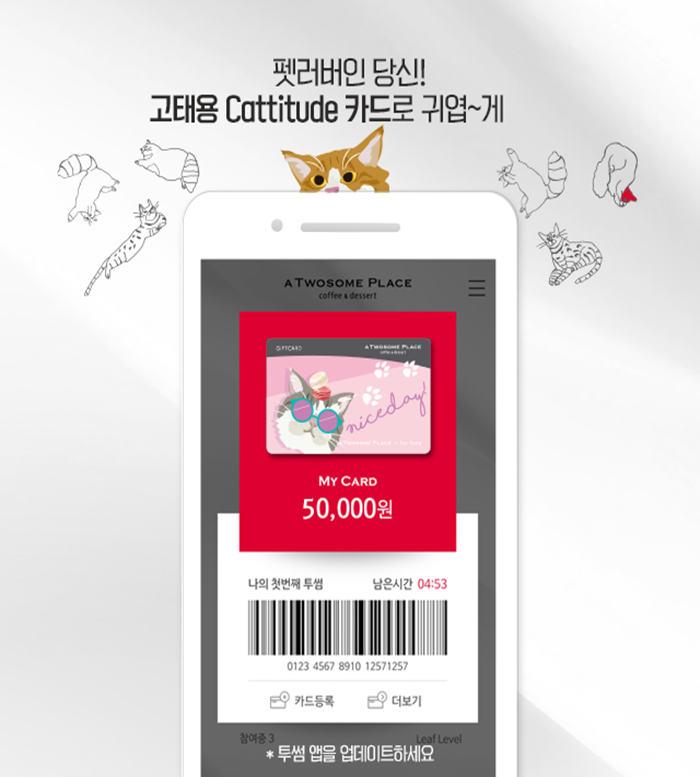 펫러버인 당신!
고태용 Cattitude 카드로 귀엽~게
A TWOSOME PLACE
coffee & dessert
GIFTCARD
A TWOSOME PLACE
niceday!
MY CARD
50,000원
나의 첫번째 투썸 남은시간 04:53
0123 4567 8910 12571257
카드등록 더보기
참여중 3 Leaf Level
* 투썸 앱을 업데이트하세요